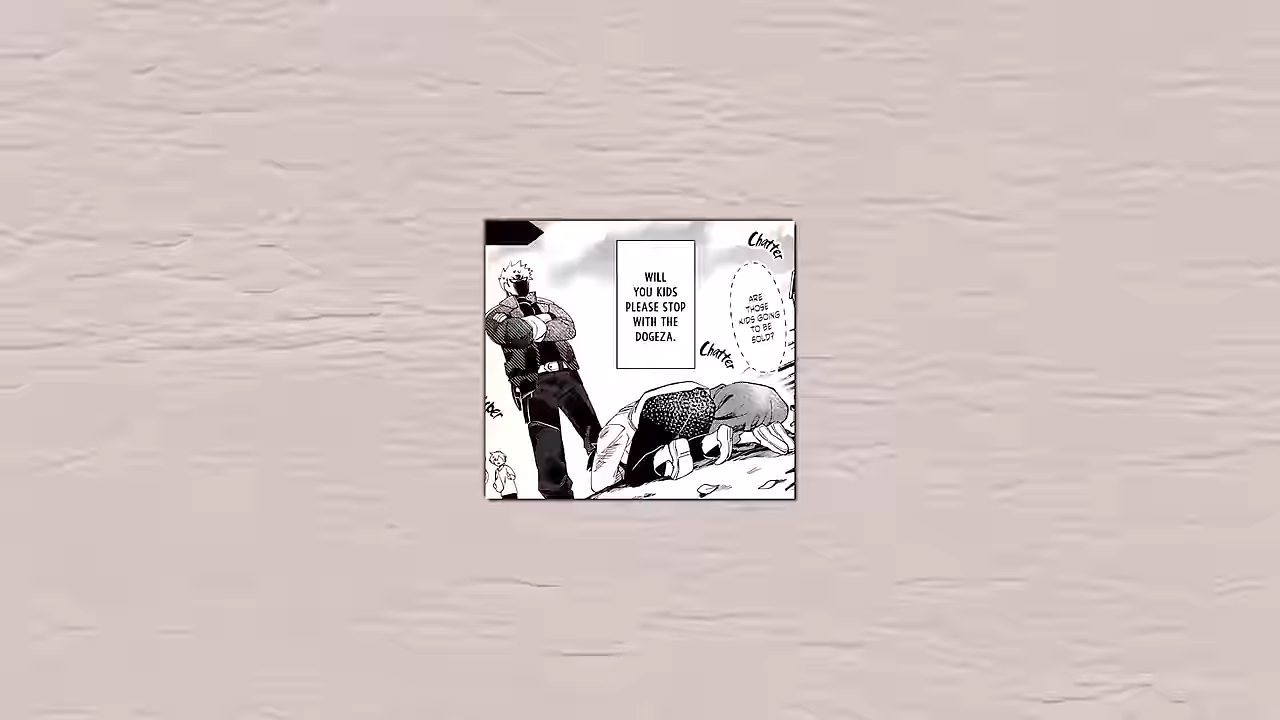 WILL
YOU KIDS
PLEASE STOP
WITH THE
DOGEZA.
Chatter
ARE
THOSE
KIDS GOING
TO BE
SOLD?
Chatter